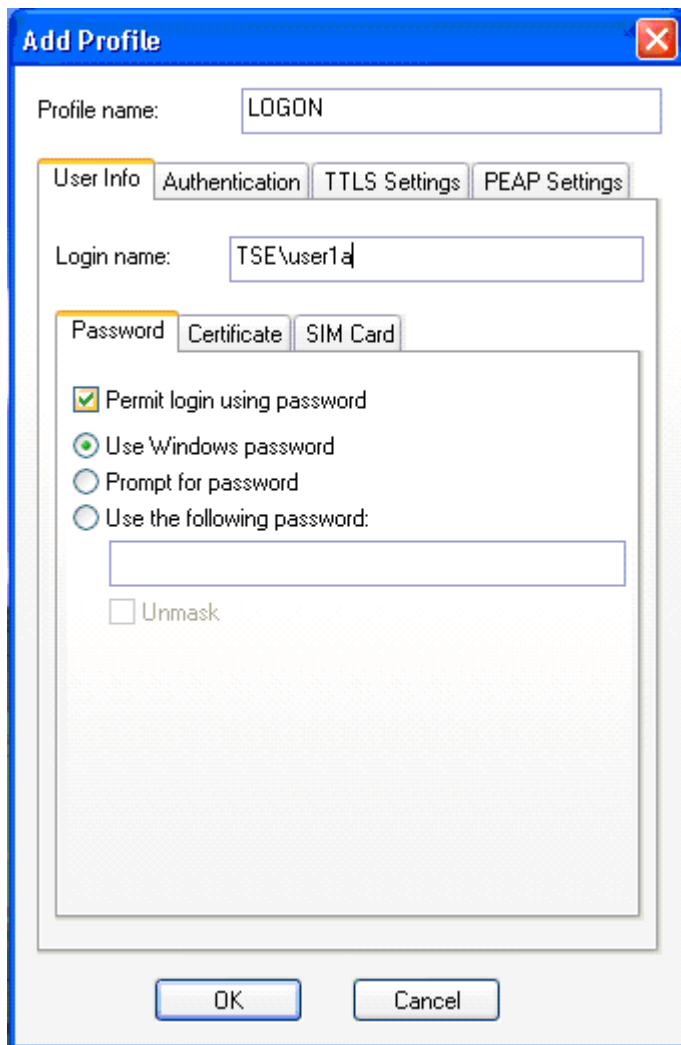 Add Profile
Profile name: LOGON
User Info Authentication TTLS Settings PEAP Settings
Login name: TSE\user1a
Password Certificate SIM Card
Permit login using password
Use Windows password
Prompt for password
Use the following password:
Unmask
OK Cancel